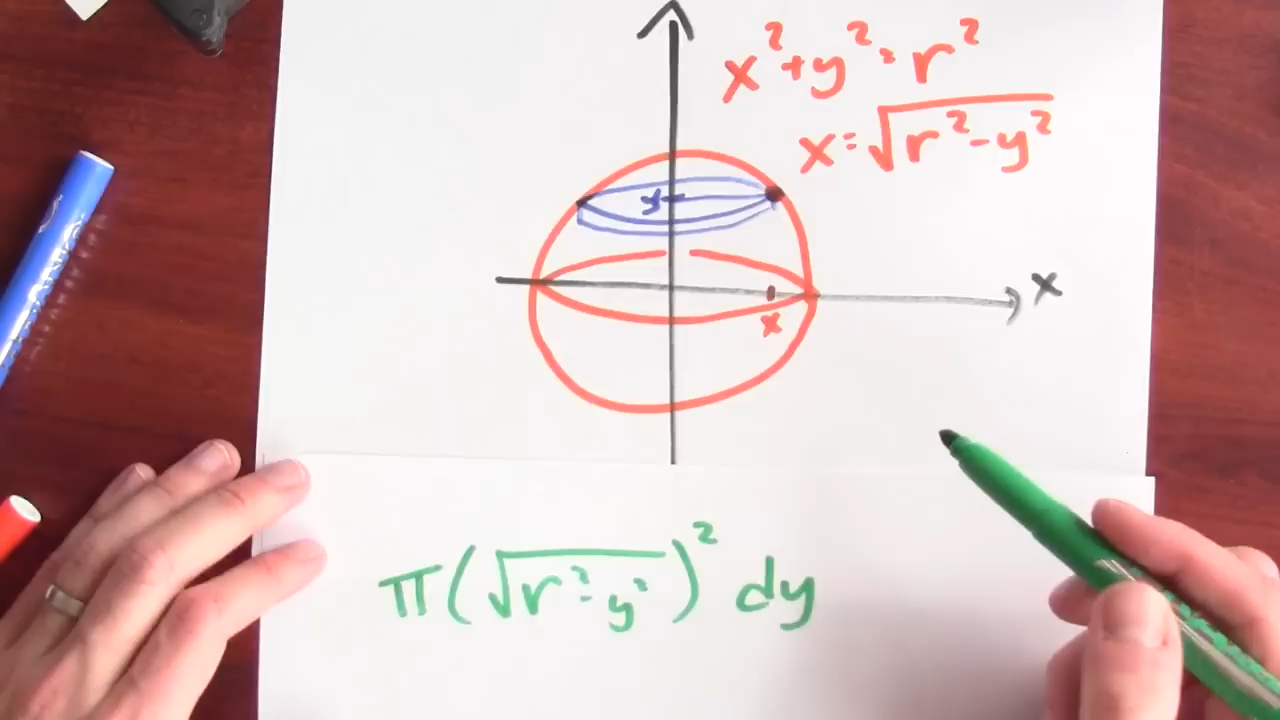 x² + y² = r²
x = √(r² - y²)
y
x
x
π(√(r² - y²))² dy